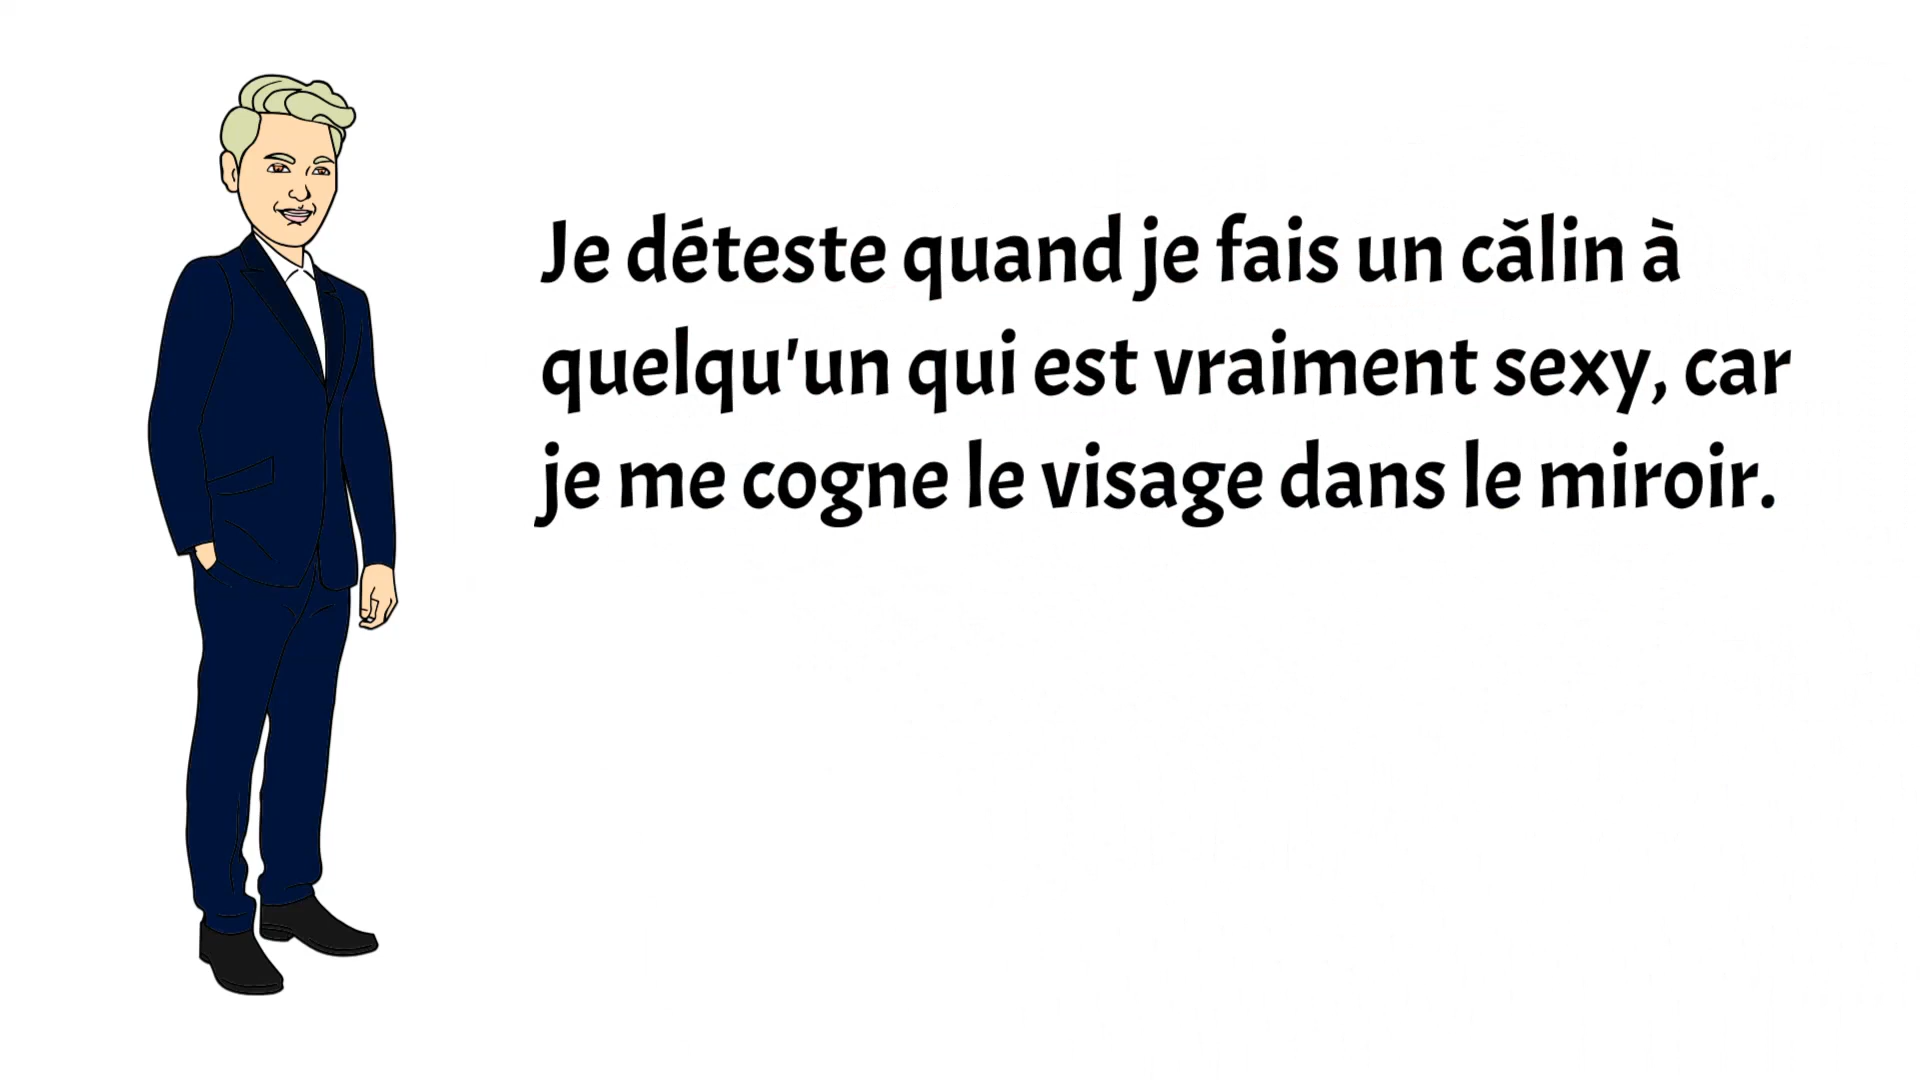 Je déteste quand je fais un cǎlin à
quelqu'un qui est vraiment sexy, car
je me cogne le visage dans le miroir.